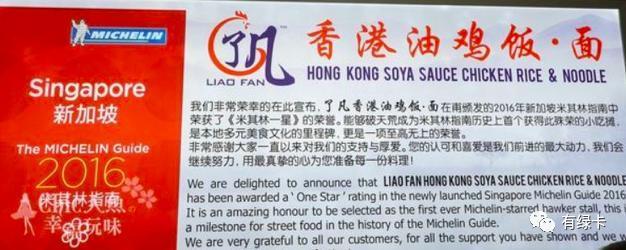 MICHELIN
Singapore
新加坡
The MICHELIN Guide
2016
米其林指南
了凡
LIAO FAN
香港油鸡饭·面
HONG KONG SOYA SAUCE CHICKEN RICE & NOODLE
我们非常荣幸的在此宣布,了凡香港油鸡饭·面在甫颁发的2016年新加坡米其林指南中
荣获了《米其林一星》的荣誉。能够破天荒成为米其林指南历史上首个获得此殊荣的小吃摊,
是本地多元美食文化的里程碑,更是一项至高无上的荣誉。
非常感谢大家一直以来对我们的支持与厚爱。您的认可和喜爱是我们前进的最大动力,我们会
继续努力,用最真挚的心为您准备每一份料理!
We are delighted to announce that LIAO FAN HONG KONG SOYA SAUCE CHICKEN RICE & NOODLE
has been awarded a ‘ One Star ’ rating in the newly launched Singapore Michelin Guide 2016
It is an amazing honour to be selected as the first ever Michelin-starred hawker stall, this
is a milestone for street food in the history of the Michelin Guide.
We are very grateful to all our customers, for all the support you have shown and we w
有绿卡